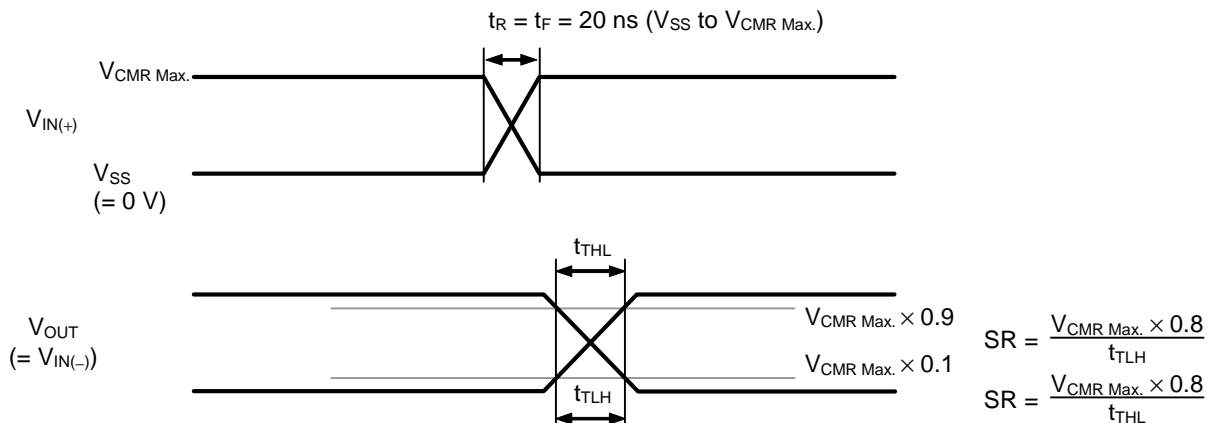 tR = tF = 20 ns (VSS to VCMR Max.)
VCMR Max.
VIN(+)
VSS
(= 0 V)
tTHL
VOUT
(= VIN(−))
VCMR Max. × 0.9
VCMR Max. × 0.1
tTLH
SR = VCMR Max. × 0.8 / tTLH
SR = VCMR Max. × 0.8 / tTHL